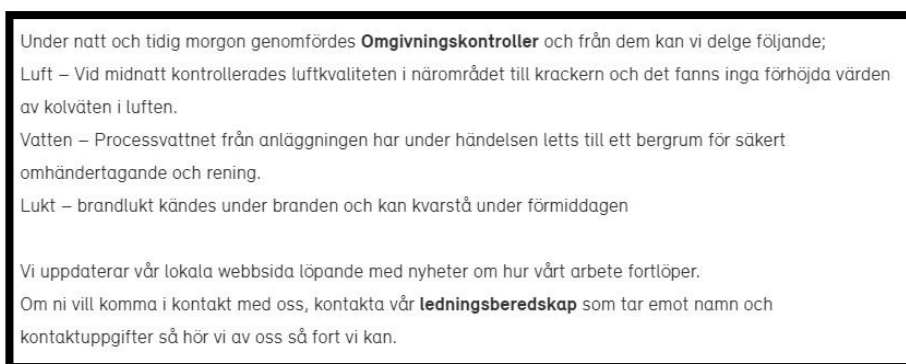 Under natt och tidig morgon genomfördes Omgivningskontroller och från dem kan vi delge följande;
Luft – Vid midnatt kontrollerades luftkvaliteten i närområdet till krackern och det fanns inga förhöjda värden
av kolväten i luften.
Vatten – Processvattnet från anläggningen har under händelsen letts till ett bergrum för säkert
omhändertagande och rening.
Lukt – brandlukt kändes under branden och kan kvarstå under förmiddagen
Vi uppdaterar vår lokala webbsida löpande med nyheter om hur vårt arbete fortlöper.
Om ni vill komma i kontakt med oss, kontakta vår ledningsberedskap som tar emot namn och
kontaktuppgifter så hör vi av oss så fort vi kan.